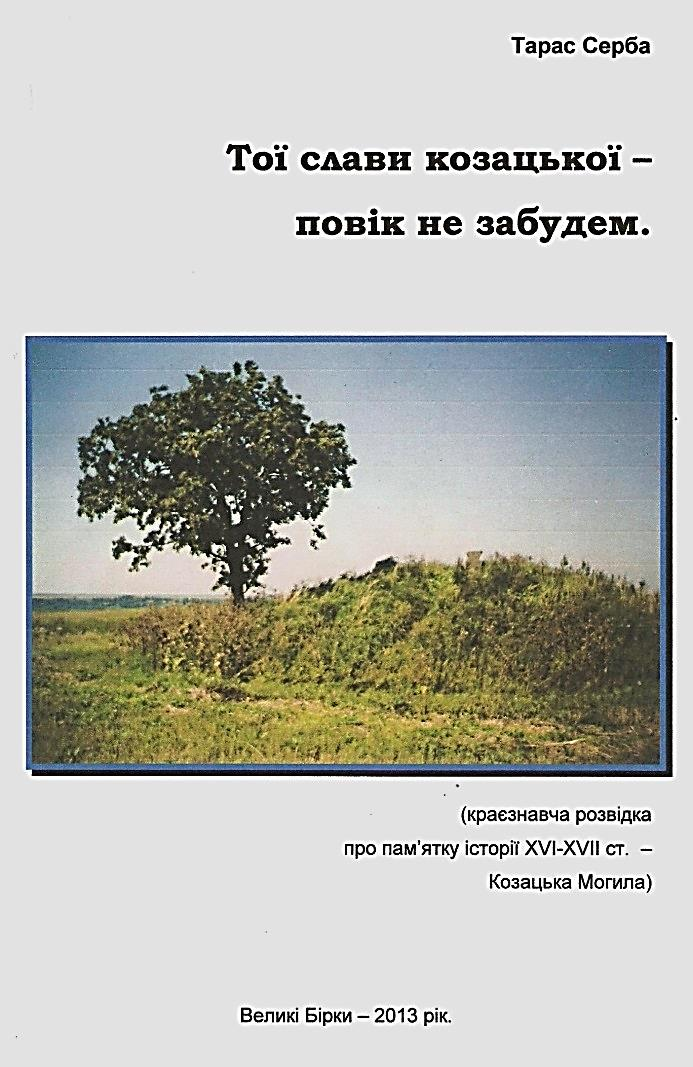 Тарас Серба
Тої слави козацької –
повік не забудем.
(краєзнавча розвідка
про пам'ятку історії XVI-XVII ст. –
Козацька Могила)
Великі Бірки – 2013 рік.